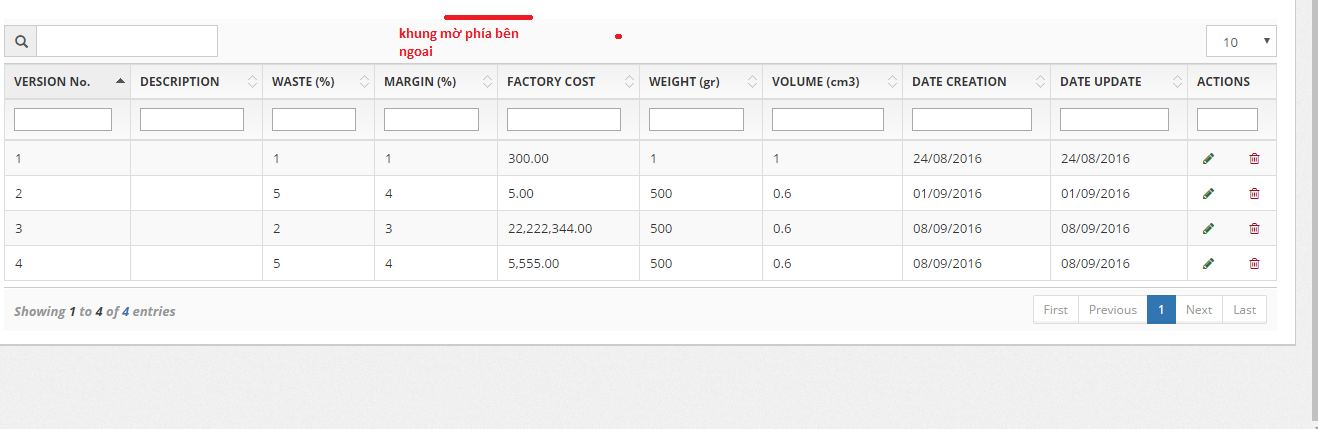 khung mờ phía bên
ngoai
10
VERSION No. DESCRIPTION WASTE (%) MARGIN (%) FACTORY COST WEIGHT (gr) VOLUME (cm3) DATE CREATION DATE UPDATE ACTIONS
1 1 1 300.00 1 1 24/08/2016 24/08/2016
2 5 4 5.00 500 0.6 01/09/2016 01/09/2016
3 2 3 22,222,344.00 500 0.6 08/09/2016 08/09/2016
4 5 4 5,555.00 500 0.6 08/09/2016 08/09/2016
Showing 1 to 4 of 4 entries First Previous 1 Next Last